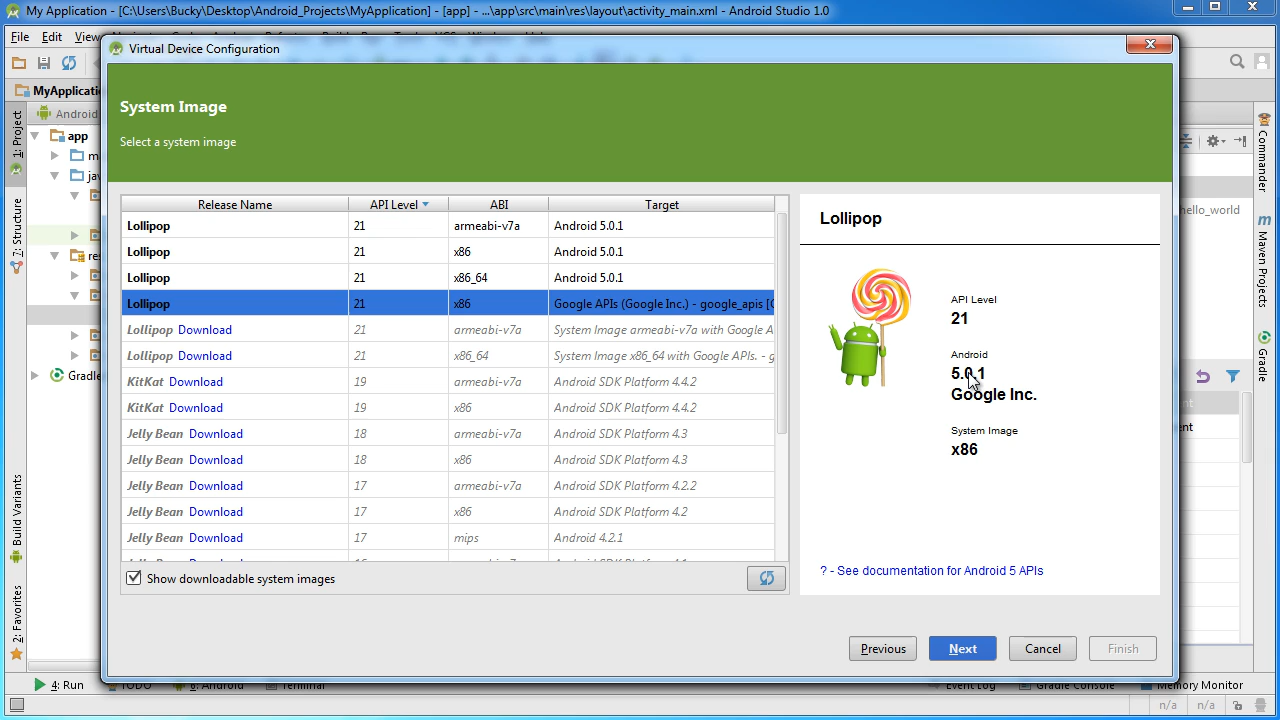 My Application - [C:\Users\Bucky\Desktop\Android_Projects\MyApplication] - [app] - ...\app\src\main\res\layout\activity_main.xml - Android Studio 1.0
File Edit View
Virtual Device Configuration
MyApplicatio
Android
1: Project
app
7: Structure
Build Variants
2: Favorites
Gradle
System Image
Select a system image
Release Name API Level ABI Target
Lollipop 21 armeabi-v7a Android 5.0.1
Lollipop 21 x86 Android 5.0.1
Lollipop 21 x86_64 Android 5.0.1
Lollipop 21 x86 Google APIs (Google Inc.) - google_apis [
Lollipop Download 21 armeabi-v7a System Image armeabi-v7a with Google A
Lollipop Download 21 x86_64 System Image x86_64 with Google APIs. - g
KitKat Download 19 armeabi-v7a Android SDK Platform 4.4.2
KitKat Download 19 x86 Android SDK Platform 4.4.2
Jelly Bean Download 18 armeabi-v7a Android SDK Platform 4.3
Jelly Bean Download 18 x86 Android SDK Platform 4.3
Jelly Bean Download 17 armeabi-v7a Android SDK Platform 4.2.2
Jelly Bean Download 17 x86 Android SDK Platform 4.2
Jelly Bean Download 17 mips Android 4.2.1
Show downloadable system images
Lollipop
API Level
21
Android
5.0.1
Google Inc.
System Image
x86
? - See documentation for Android 5 APIs
Previous Next Cancel Finish
hello_world
Commander
Maven Projects
Gradle
4: Run TODO 6: Android Terminal Event Log Gradle Console Memory Monitor
n/a n/a